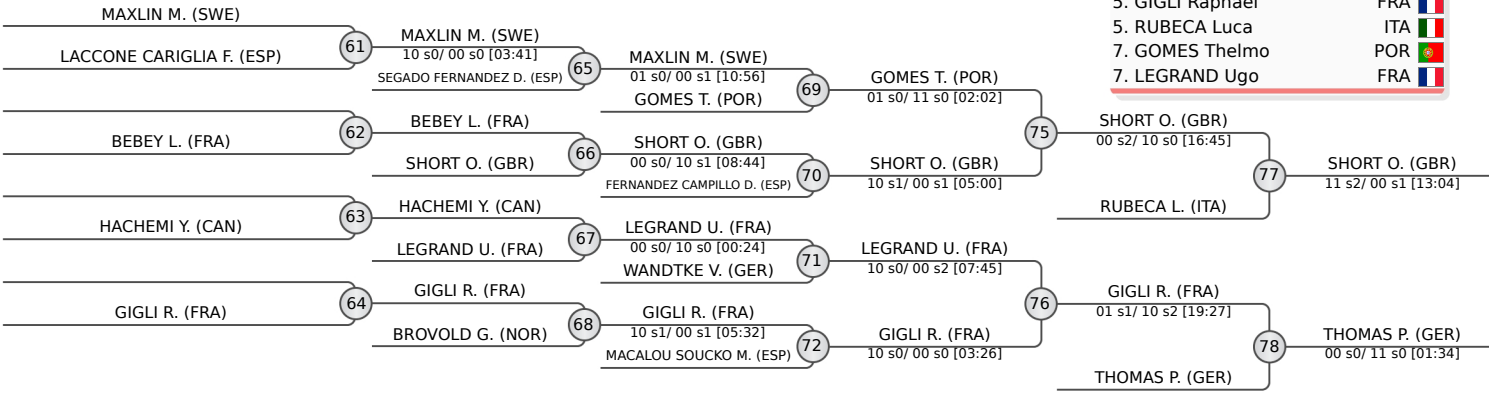 MAXLIN M. (SWE)
LACCONE CARIGLIA F. (ESP)
61
BEBEY L. (FRA)
62
HACHEMI Y. (CAN)
63
GIGLI R. (FRA)
64
MAXLIN M. (SWE)
10 s0/ 00 s0 [03:41]
SEGADO FERNANDEZ D. (ESP)
65
BEBEY L. (FRA)
SHORT O. (GBR)
66
HACHEMI Y. (CAN)
LEGRAND U. (FRA)
67
GIGLI R. (FRA)
BROVOLD G. (NOR)
68
MAXLIN M. (SWE)
01 s0/ 00 s1 [10:56]
GOMES T. (POR)
69
SHORT O. (GBR)
00 s0/ 10 s1 [08:44]
FERNANDEZ CAMPILLO D. (ESP)
70
LEGRAND U. (FRA)
00 s0/ 10 s0 [00:24]
WANDTKE V. (GER)
71
GIGLI R. (FRA)
10 s1/ 00 s1 [05:32]
MACALOU SOUCKO M. (ESP)
72
GOMES T. (POR)
01 s0/ 11 s0 [02:02]
SHORT O. (GBR)
10 s1/ 00 s1 [05:00]
75
LEGRAND U. (FRA)
10 s0/ 00 s2 [07:45]
GIGLI R. (FRA)
10 s0/ 00 s0 [03:26]
76
SHORT O. (GBR)
00 s2/ 10 s0 [16:45]
RUBECA L. (ITA)
77
GIGLI R. (FRA)
01 s1/ 10 s2 [19:27]
THOMAS P. (GER)
78
SHORT O. (GBR)
11 s2/ 00 s1 [13:04]
THOMAS P. (GER)
00 s0/ 11 s0 [01:34]
5. GIGLI Raphael FRA
5. RUBECA Luca ITA
7. GOMES Thelmo POR
7. LEGRAND Ugo FRA